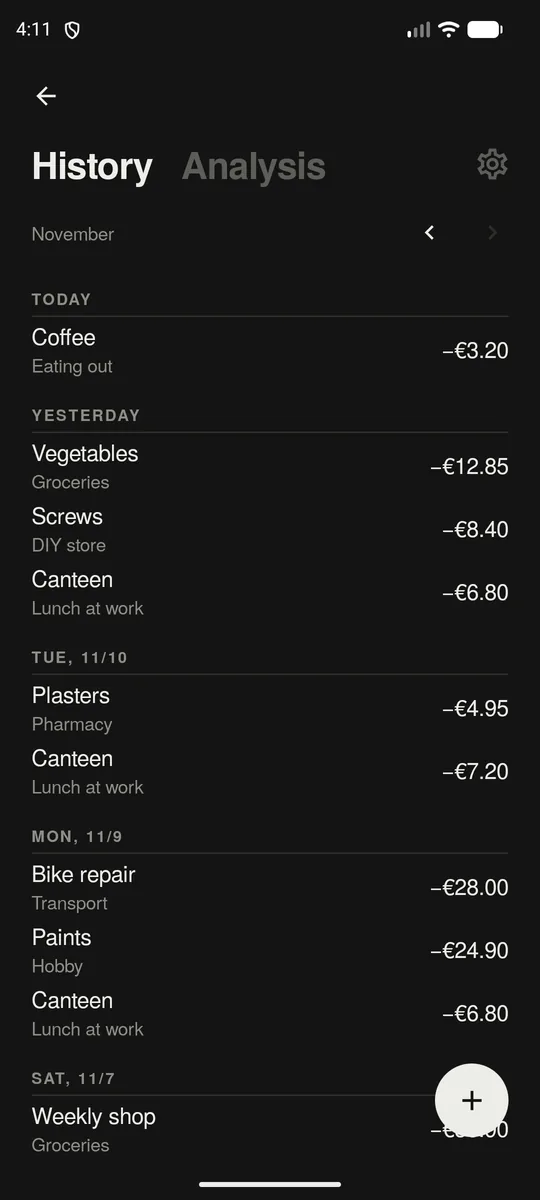 4:11
History Analysis
November
TODAY
Coffee
−€3.20
Eating out
YESTERDAY
Vegetables
−€12.85
Groceries
Screws
−€8.40
DIY store
Canteen
−€6.80
Lunch at work
TUE, 11/10
Plasters
−€4.95
Pharmacy
Canteen
−€7.20
Lunch at work
MON, 11/9
Bike repair
−€28.00
Transport
Paints
−€24.90
Hobby
Canteen
−€6.80
Lunch at work
SAT, 11/7
Weekly shop
Groceries